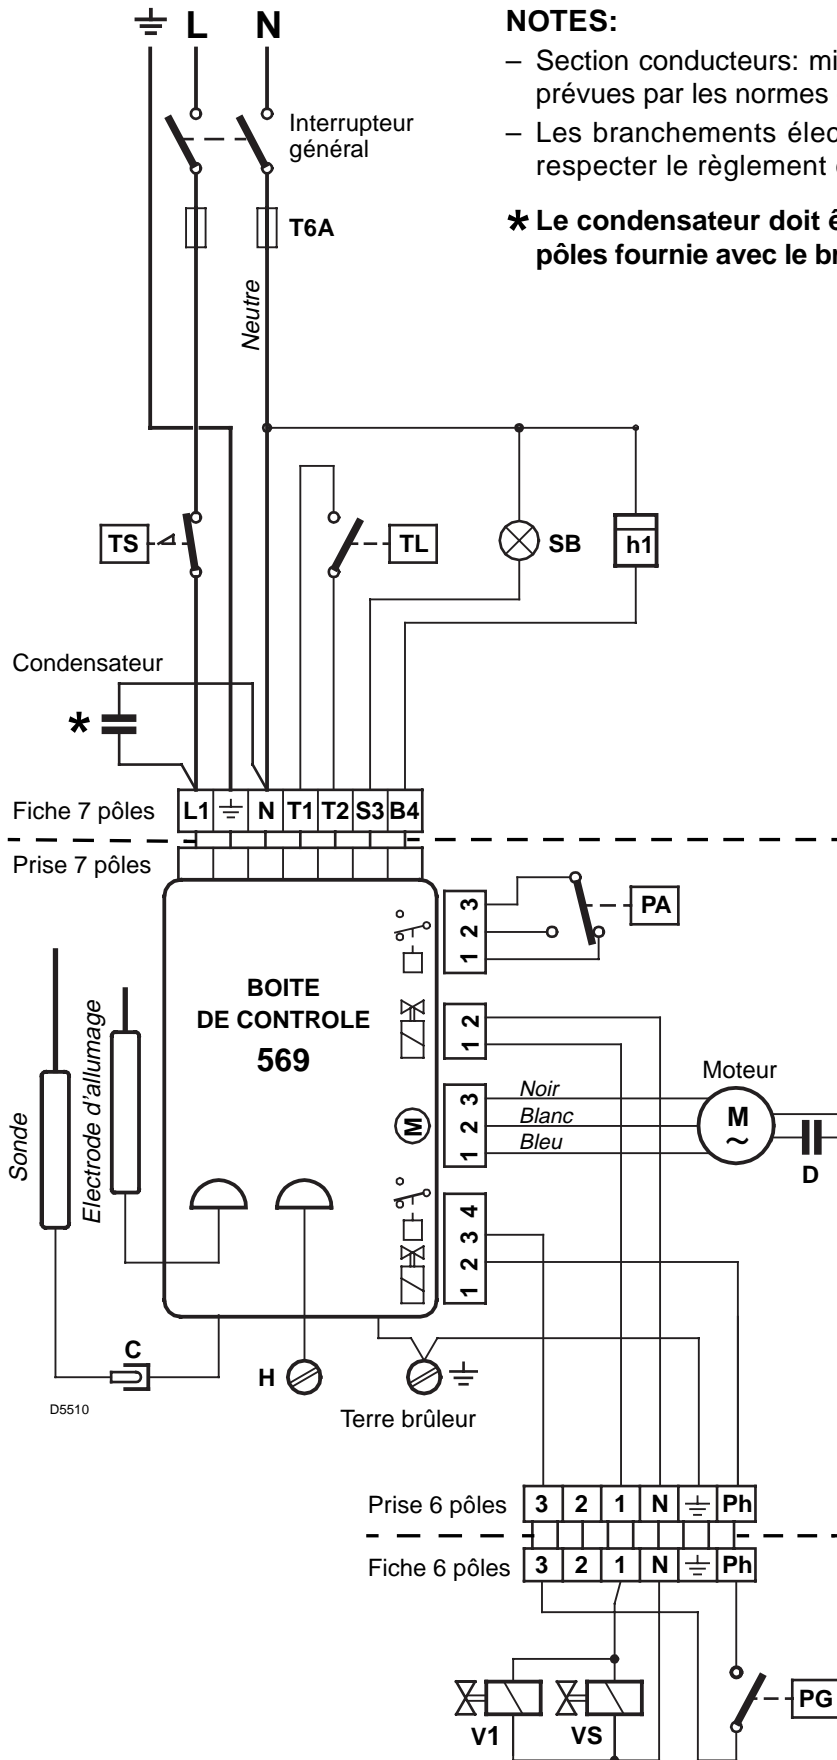 L N
NOTES:
– Section conducteurs:
prévues par les normes
– Les branchements
respecter le règlement
* Le condensateur doit
pôles fournie avec le
Interrupteur
général
T6A
Neutre
TS
TL
SB
h1
Condensateur
*
Fiche 7 pôles L1 N T1 T2 S3 B4
Prise 7 pôles
3
2
1
PA
BOITE
DE CONTROLE
569
2
1
Sonde
Electrode d'allumage
M
3
2
1
Noir
Blanc
Bleu
Moteur
M
~
D
4
3
2
1
C
H
D5510
Terre brûleur
Prise 6 pôles 3 2 1 N Ph
Fiche 6 pôles 3 2 1 N Ph
V1
VS
PG